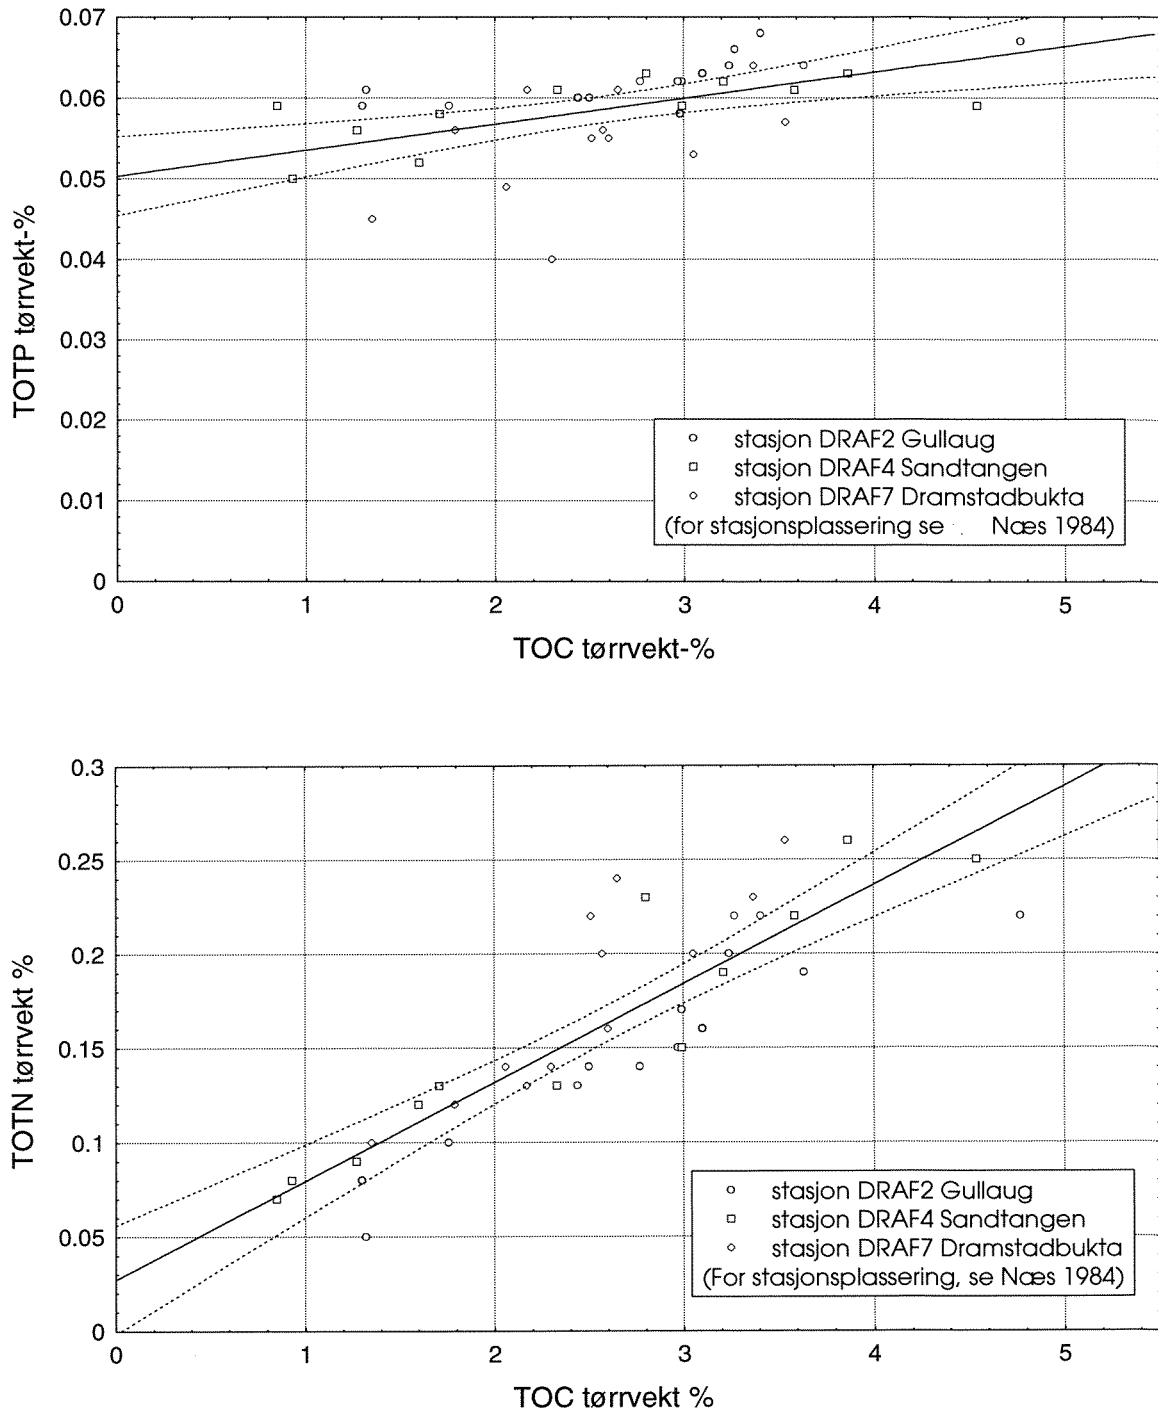 0.07
0.06
0.05
0.04
0.03
0.02
0.01
0
TOTP tørrvekt-%
stasjon DRAF2 Gullaug
stasjon DRAF4 Sandtangen
stasjon DRAF7 Dramstadbukta
(for stasjonsplassering se Næs 1984)
0 1 2 3 4 5
TOC tørrvekt-%
0.3
0.25
0.2
0.15
0.1
0.05
0
TOTN tørrvekt %
stasjon DRAF2 Gullaug
stasjon DRAF4 Sandtangen
stasjon DRAF7 Dramstadbukta
(For stasjonsplassering, se Næs 1984)
0 1 2 3 4 5
TOC tørrvekt %